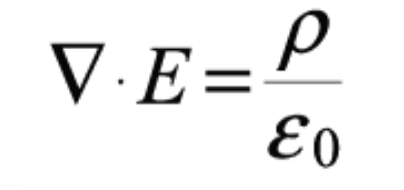 ∇ · E = ρ / ε₀